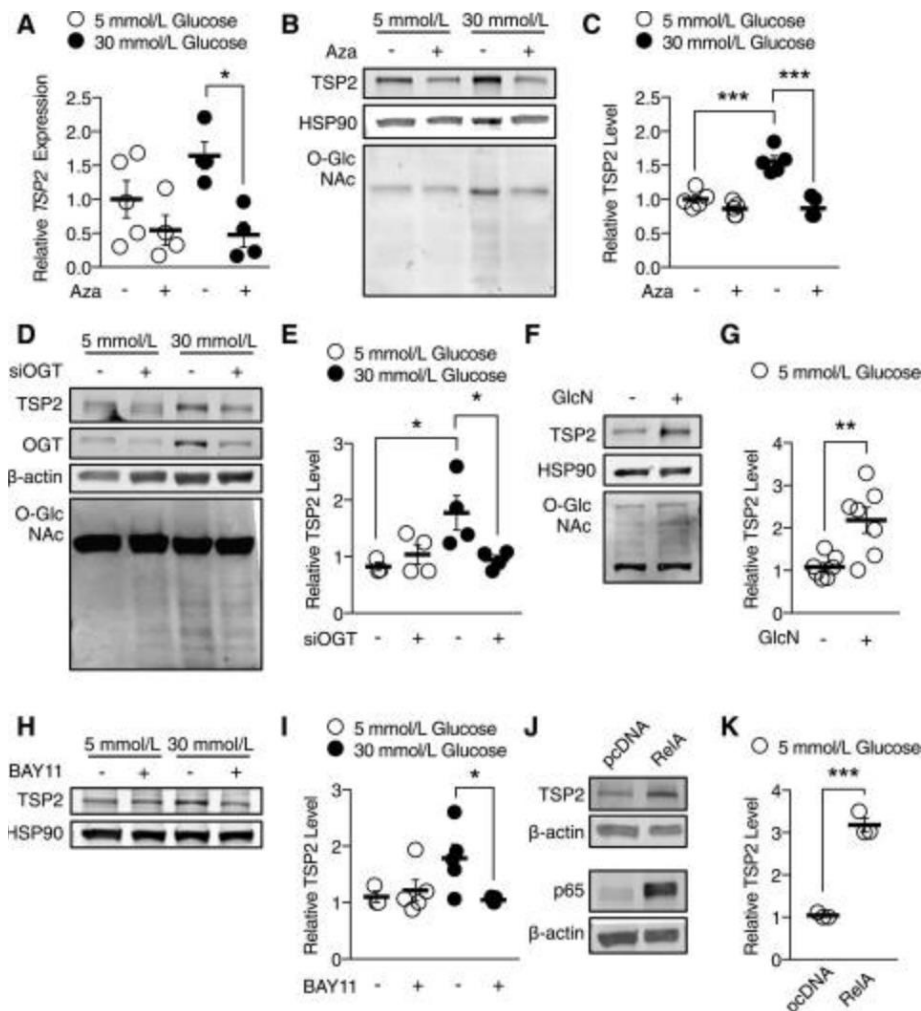 A
5 mmol/L Glucose
30 mmol/L Glucose
*
Relative TSP2 Expression
2.5
2.0
1.5
1.0
0.5
0.0
Aza - + - +
B
5 mmol/L 30 mmol/L
Aza - + - +
TSP2
HSP90
O-Glc
NAc
C
5 mmol/L Glucose
30 mmol/L Glucose
*** ***
Relative TSP2 Level
2.5
2.0
1.5
1.0
0.5
0.0
Aza - + - +
D
5 mmol/L 30 mmol/L
siOGT - + - +
TSP2
OGT
β-actin
O-Glc
NAc
E
5 mmol/L Glucose
30 mmol/L Glucose
* *
Relative TSP2 Level
3
2
1
0
siOGT - + - +
F
GlcN - +
TSP2
HSP90
O-Glc
NAc
G
5 mmol/L Glucose
**
Relative TSP2 Level
4
3
2
1
0
GlcN - +
H
5 mmol/L 30 mmol/L
BAY11 - + - +
TSP2
HSP90
I
5 mmol/L Glucose
30 mmol/L Glucose
*
Relative TSP2 Level
3
2
1
0
BAY11 - + - +
J
pcDNA RelA
TSP2
β-actin
p65
β-actin
K
5 mmol/L Glucose
***
Relative TSP2 Level
4
3
2
1
0
pcDNA RelA